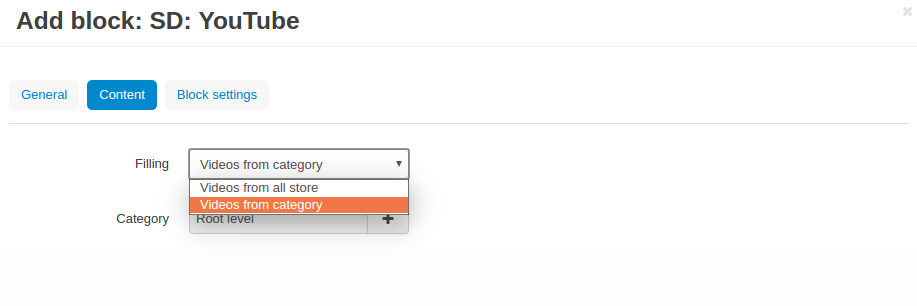 Add block: SD: YouTube
General Content Block settings
Filling Videos from category
Videos from all store
Videos from category
Category Root level